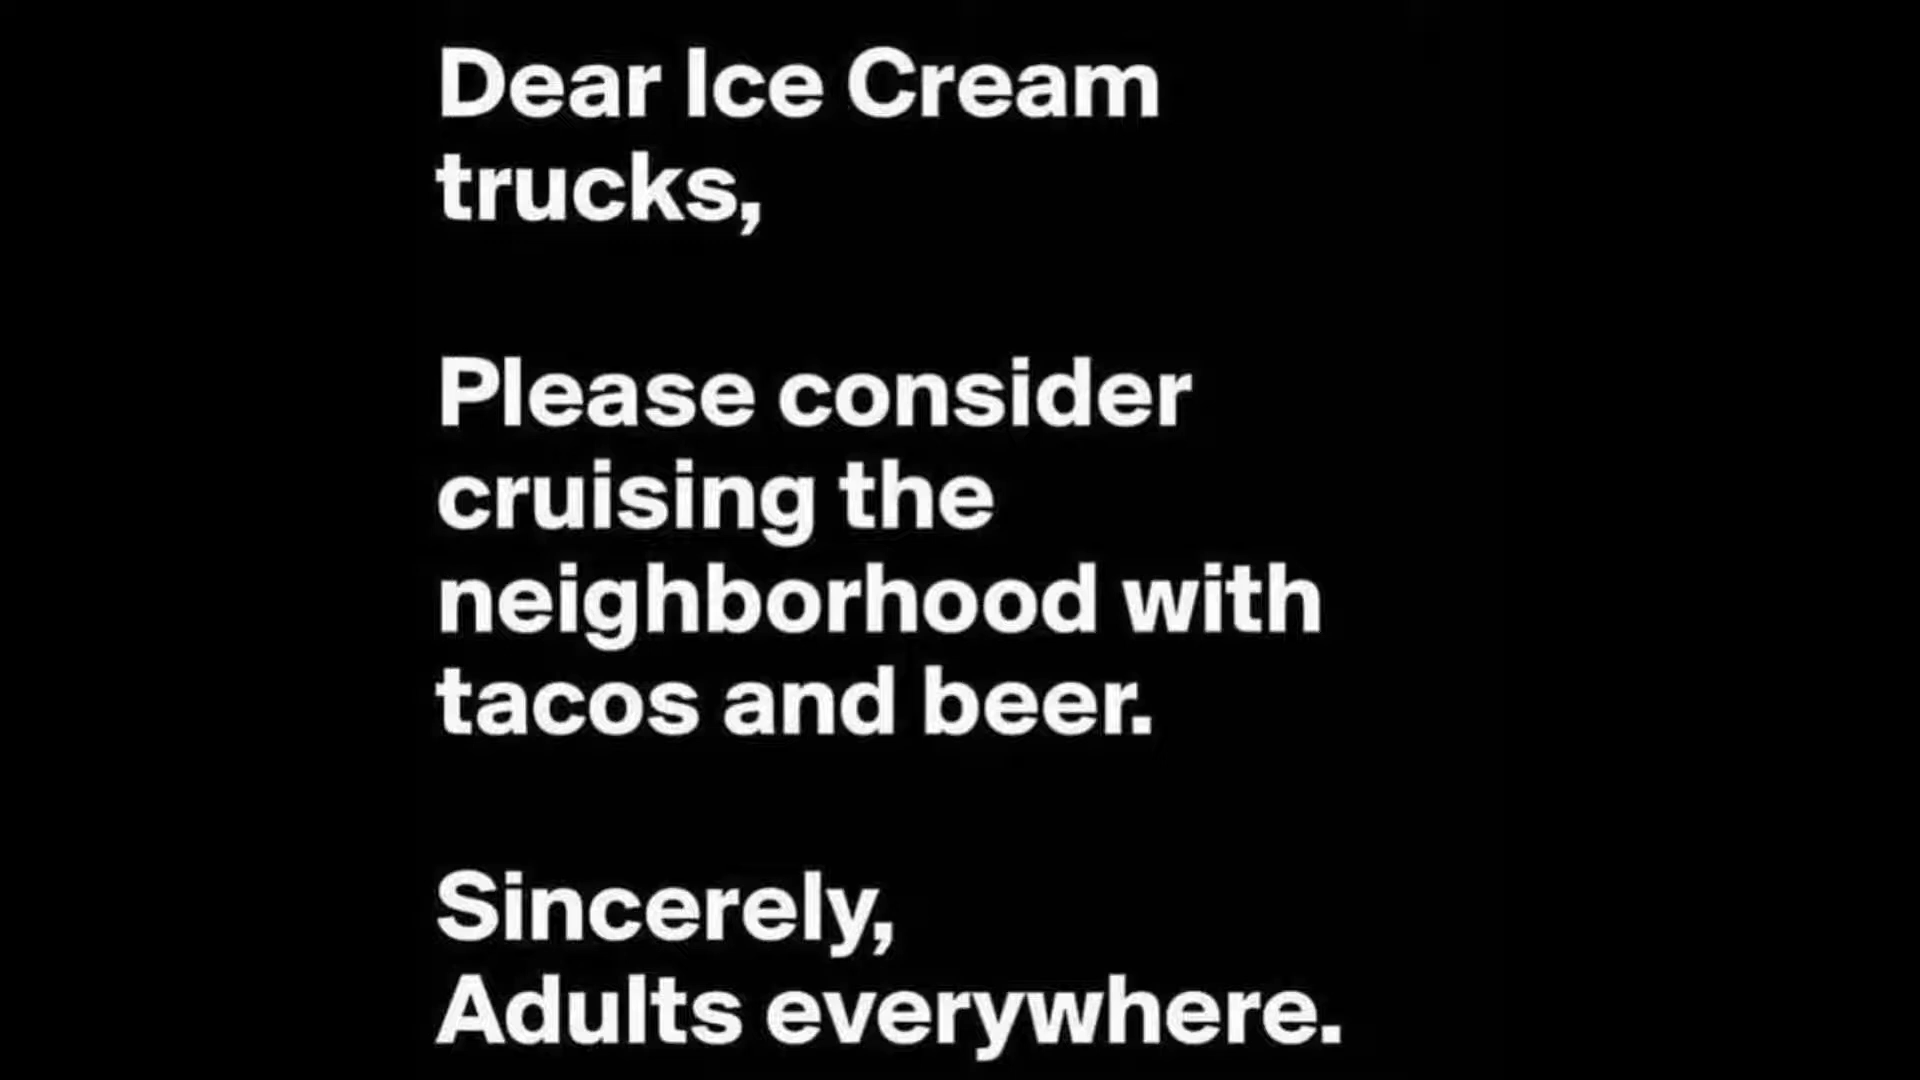 Dear Ice Cream
trucks,
Please consider
cruising the
neighborhood with
tacos and beer.
Sincerely,
Adults everywhere.